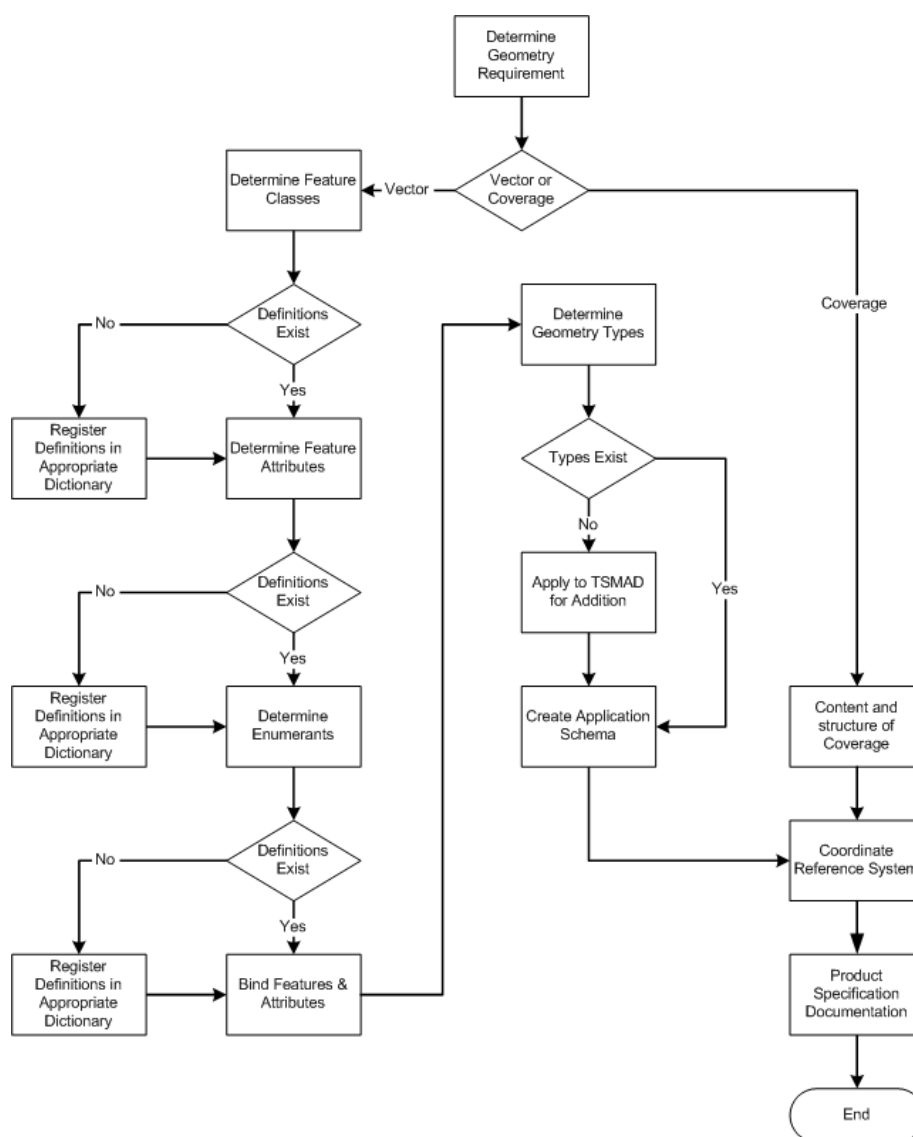 Determine
Geometry
Requirement
Vector or
Coverage
Vector
Determine Feature
Classes
Coverage
Definitions
Exist
No
Yes
Register
Definitions in
Appropriate
Dictionary
Determine Feature
Attributes
Definitions
Exist
No
Yes
Register
Definitions in
Appropriate
Dictionary
Determine
Enumerants
Definitions
Exist
No
Yes
Register
Definitions in
Appropriate
Dictionary
Bind Features &
Attributes
Determine
Geometry Types
Types Exist
No
Yes
Apply to TSMAD
for Addition
Create Application
Schema
Content and
structure of
Coverage
Coordinate
Reference System
Product
Specification
Documentation
End